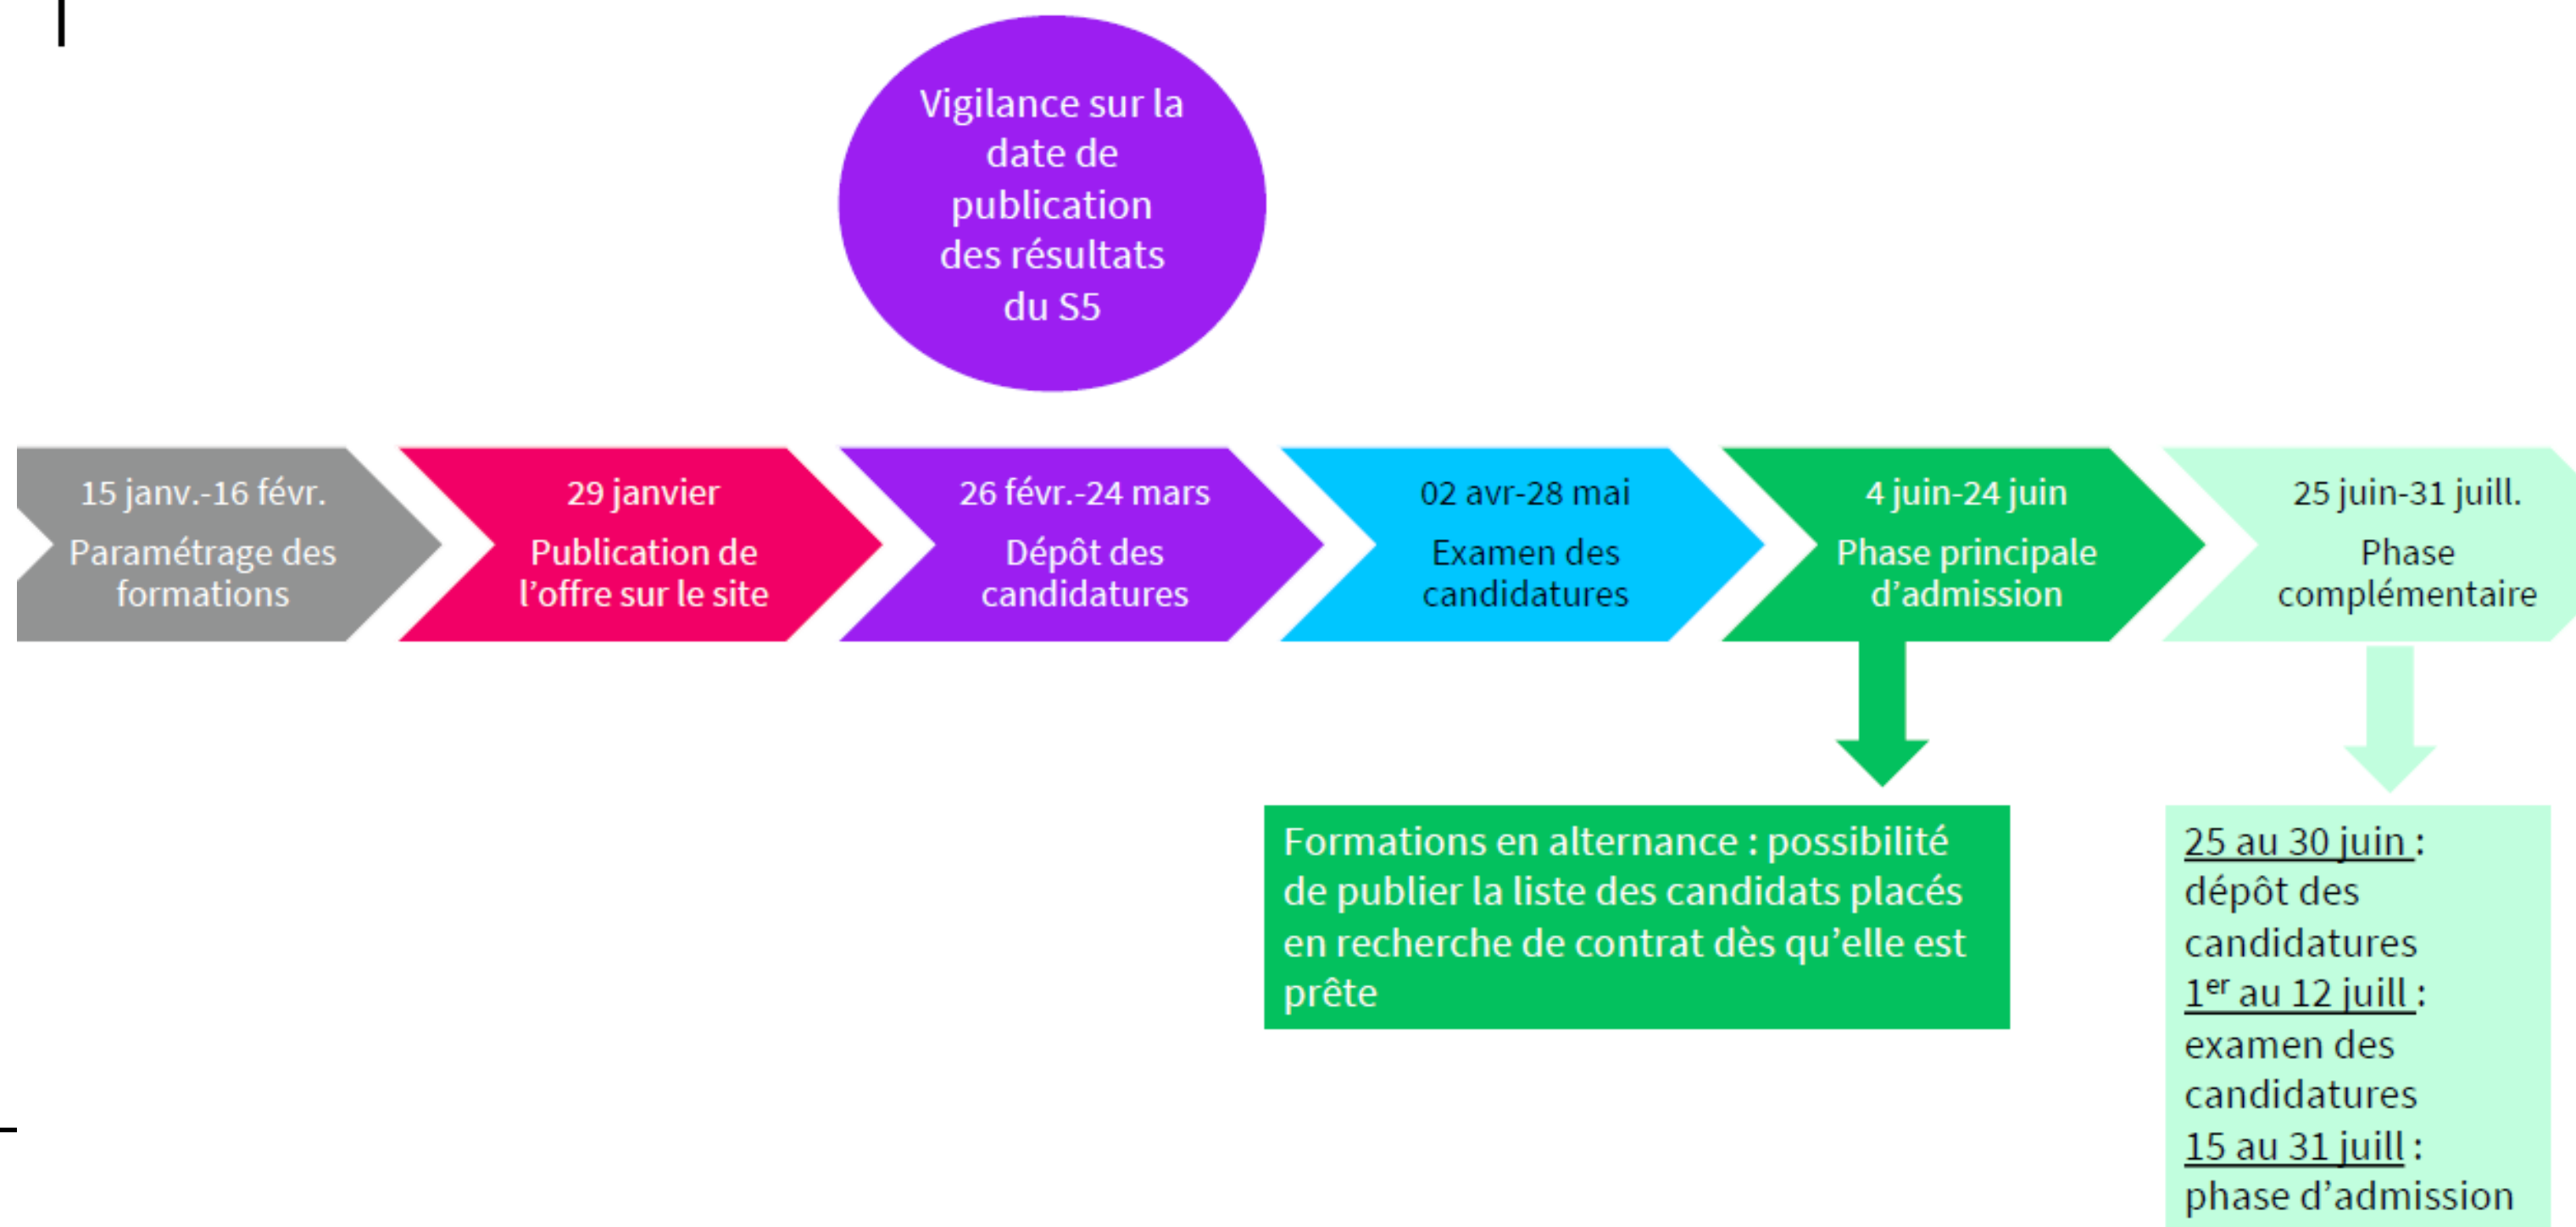 Vigilance sur la
date de
publication
des résultats
du S5
15 janv.-16 févr.
Paramétrage des
formations
29 janvier
Publication de
l'offre sur le site
26 févr.-24 mars
Dépôt des
candidatures
02 avr-28 mai
Examen des
candidatures
4 juin-24 juin
Phase principale
d'admission
25 juin-31 juill.
Phase
complémentaire
Formations en alternance : possibilité
de publier la liste des candidats placés
en recherche de contrat dès qu'elle est
prête
25 au 30 juin :
dépôt des
candidatures
1er au 12 juill :
examen des
candidatures
15 au 31 juill :
phase d'admission